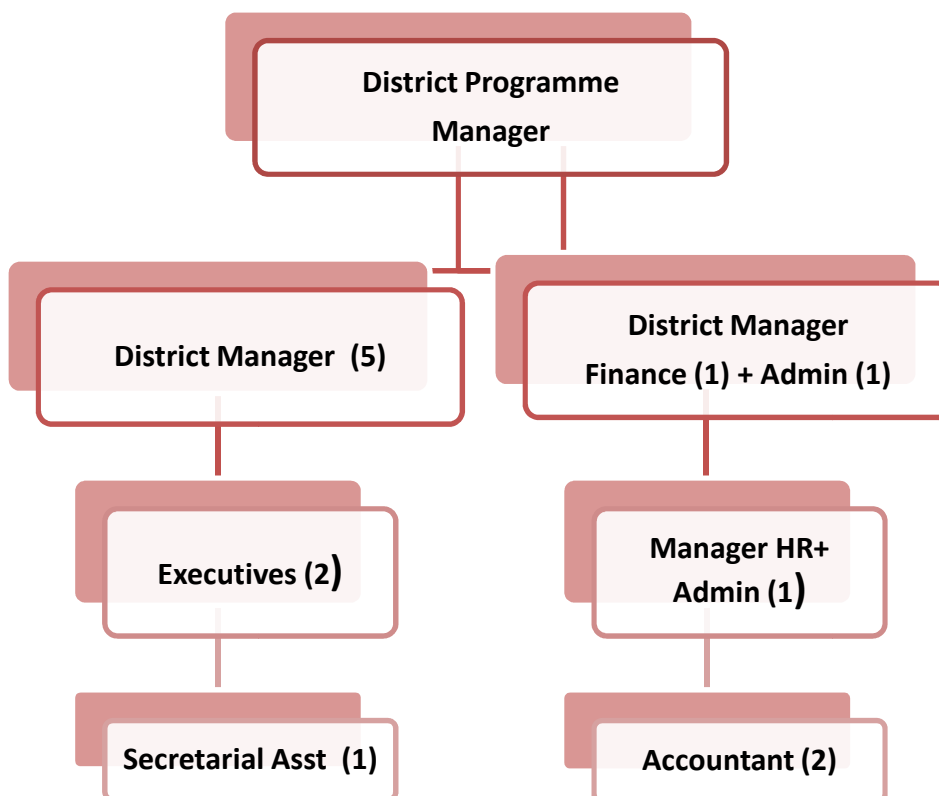 District Programme
Manager
District Manager (5)
District Manager
Finance (1) + Admin (1)
Executives (2)
Manager HR+
Admin (1)
Secretarial Asst (1)
Accountant (2)